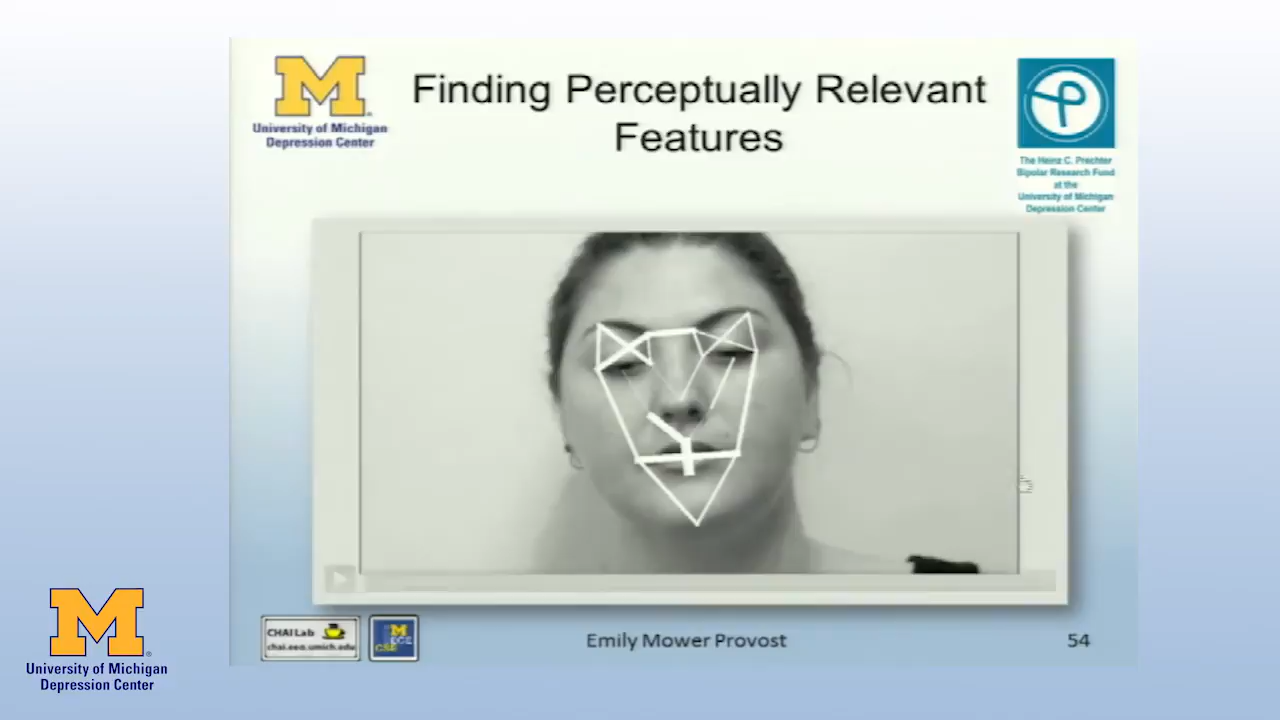 Finding Perceptually Relevant
Features
M
University of Michigan
Depression Center
The Heinz C. Prechter
Bipolar Research Fund
at the
University of Michigan
Depression Center
CHAI Lab
chai.eecs.umich.edu
M
CSE
Emily Mower Provost
54
M
University of Michigan
Depression Center